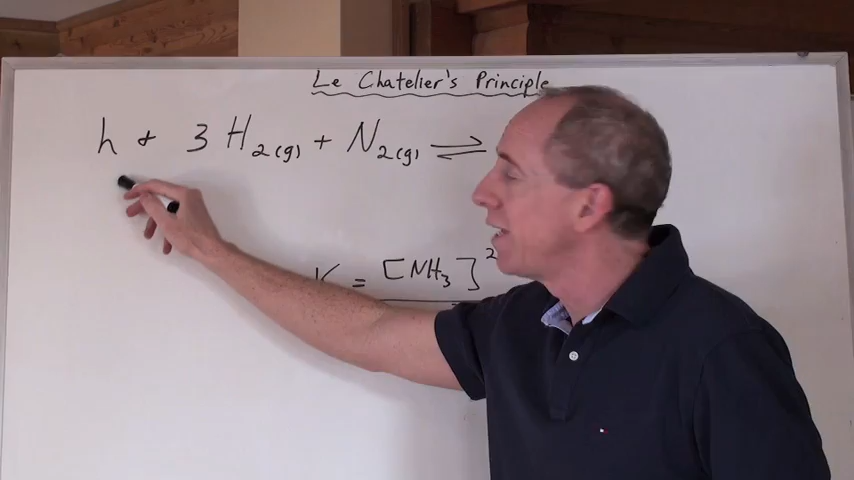 Le Chatelier's Principle
h + 3 H₂(g) + N₂(g) ⇌
K = [NH₃]²